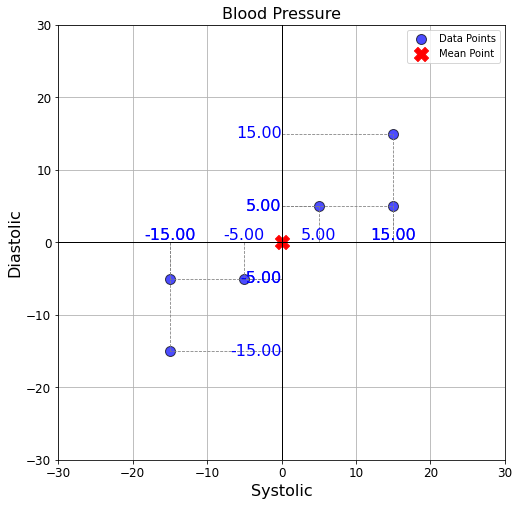 Blood Pressure
30
Data Points
Mean Point
20
15.00
10
5.00
-15.00 -5.00 5.00 15.00
0
Diastolic
-5.00
−10
-15.00
−20
−30
−30 −20 −10 0 10 20 30
Systolic